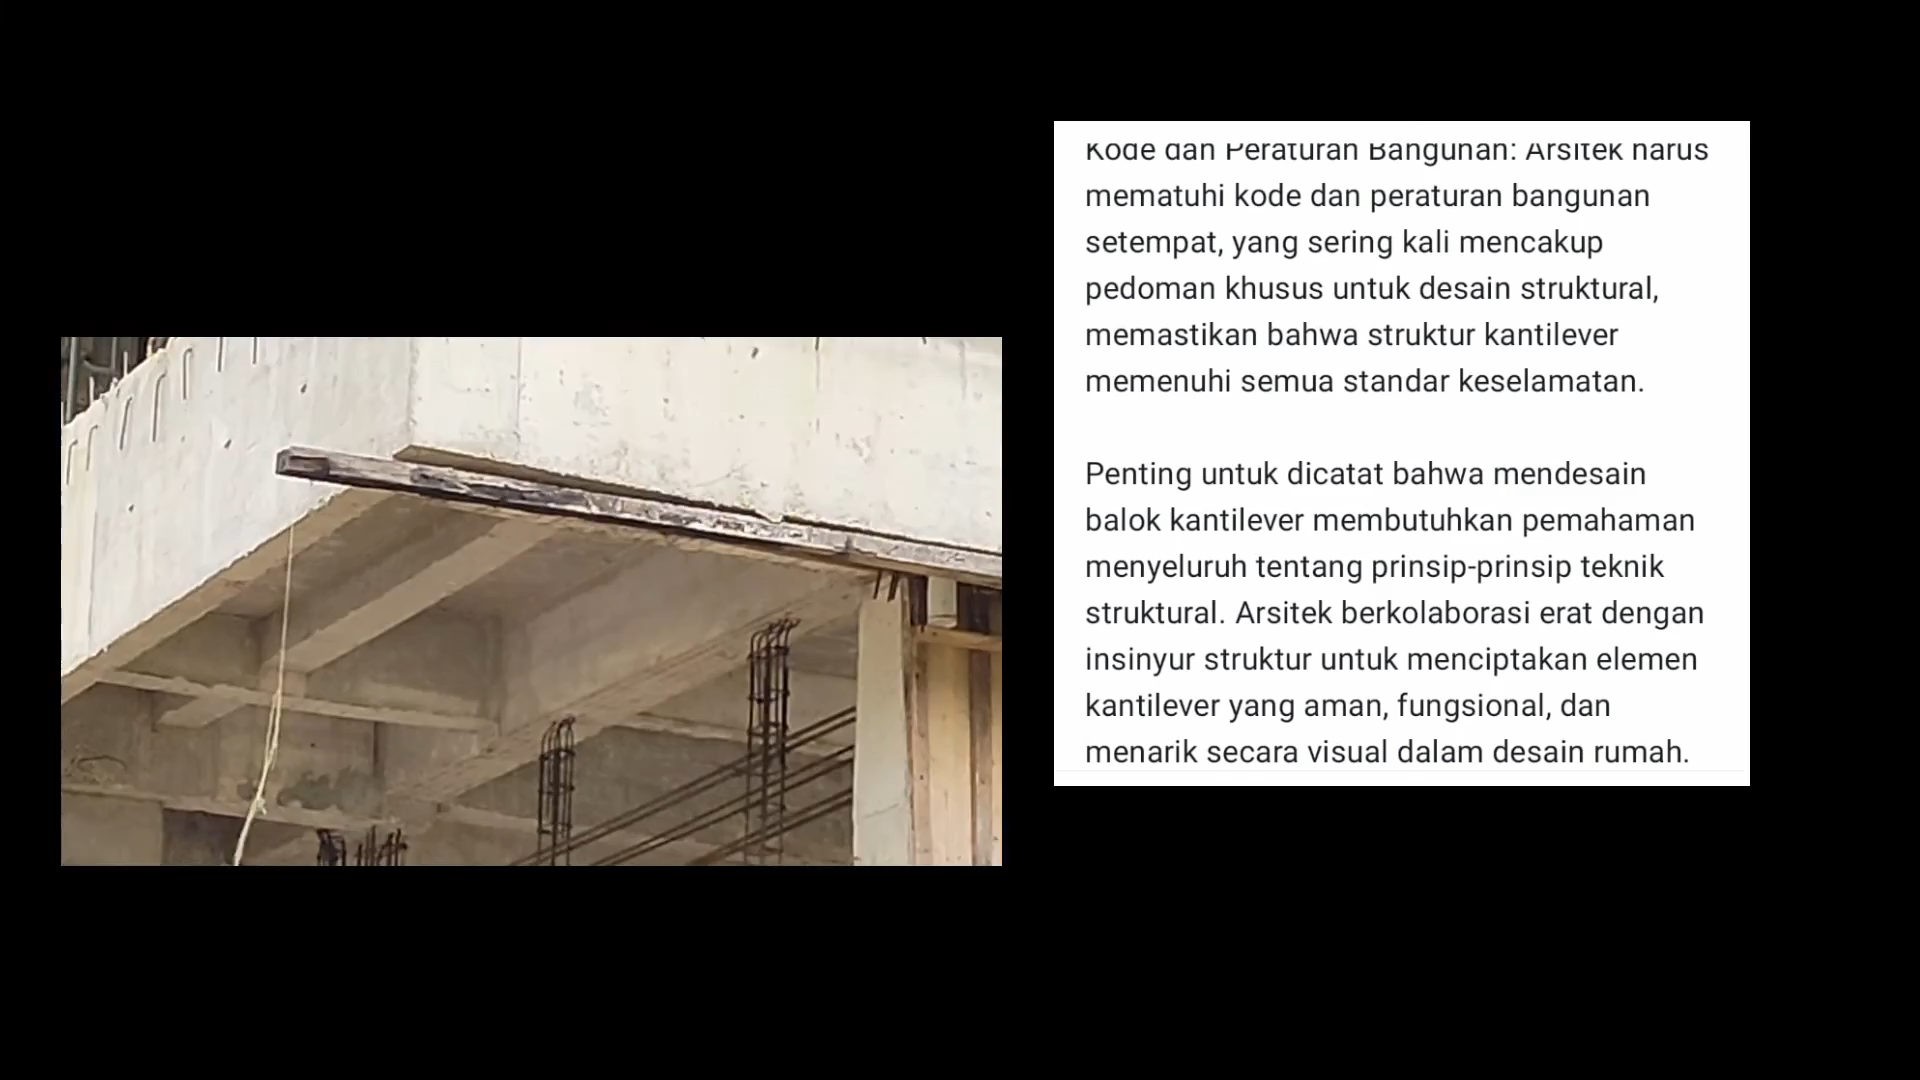 Kode dan Peraturan Bangunan: Arsitek harus
mematuhi kode dan peraturan bangunan
setempat, yang sering kali mencakup
pedoman khusus untuk desain struktural,
memastikan bahwa struktur kantilever
memenuhi semua standar keselamatan.
Penting untuk dicatat bahwa mendesain
balok kantilever membutuhkan pemahaman
menyeluruh tentang prinsip-prinsip teknik
struktural. Arsitek berkolaborasi erat dengan
insinyur struktur untuk menciptakan elemen
kantilever yang aman, fungsional, dan
menarik secara visual dalam desain rumah.